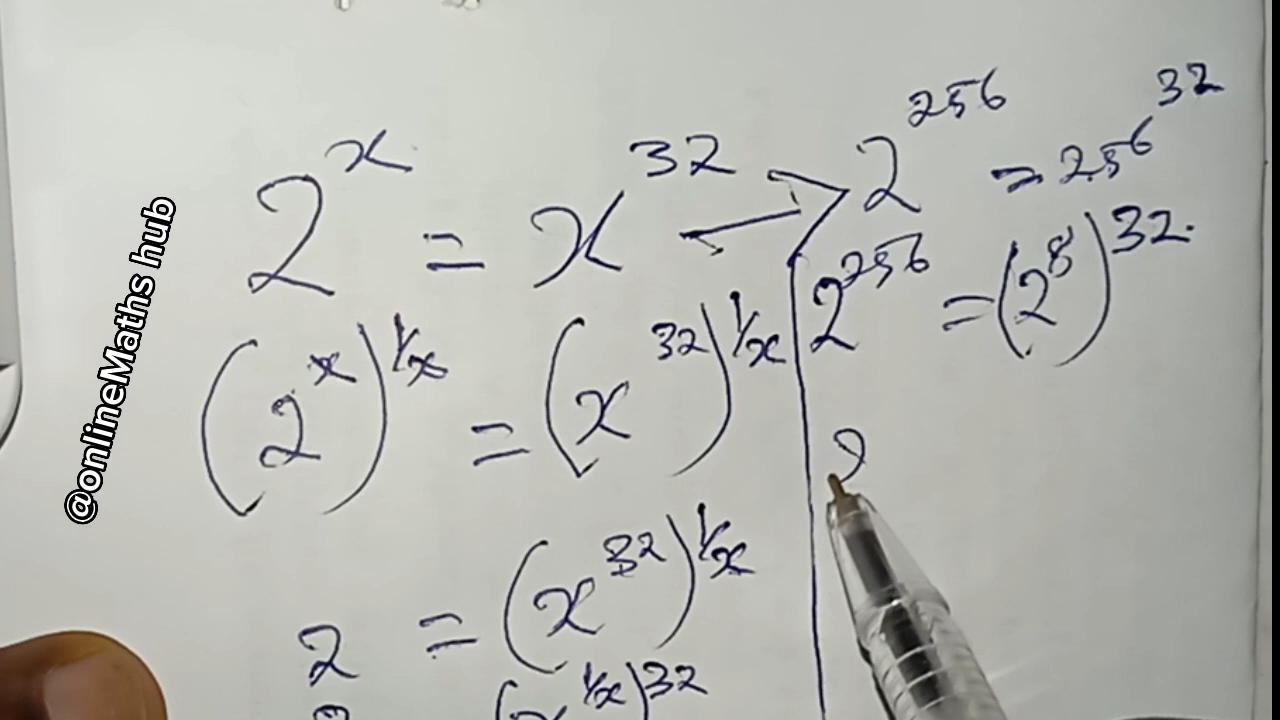 @onlineMaths hub
2^x = x^32 → 2^256 = 256^32
(2^x)^1/x = (x^32)^1/x
2 = (x^32)^1/x
(x^1/x)^32
2^256 = (2^8)^32.
2